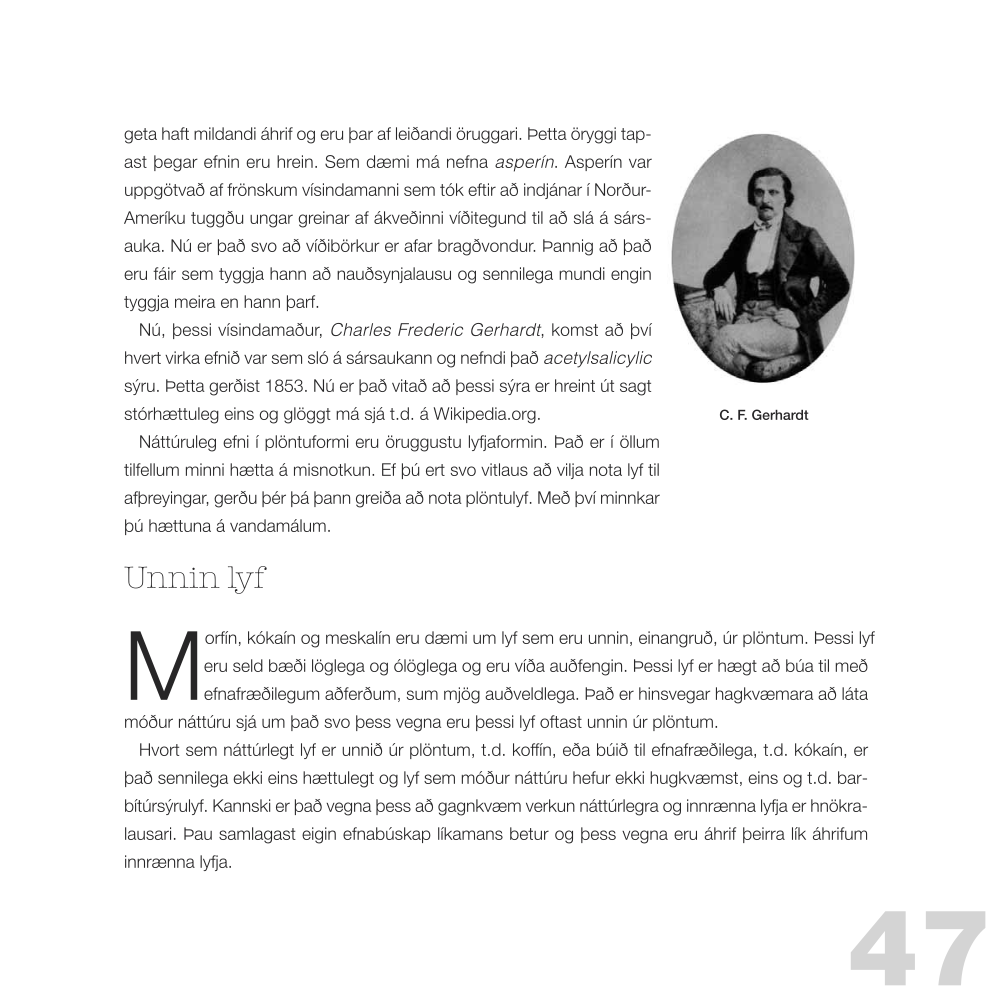 geta haft mildandi áhrif og eru þar af leiðandi öruggari. Þetta öryggi tap-
ast þegar efnin eru hrein. Sem dæmi má nefna asperín. Asperín var
uppgötvað af frönskum vísindamanni sem tók eftir að indjánar í Norður-
Ameríku tuggðu ungar greinar af ákveðinni víðitegund til að slá á sárs-
auka. Nú er það svo að víðibörkur er afar bragðvondur. Þannig að það
eru fáir sem tyggja hann að nauðsynjalausu og sennilega mundi engin
tyggja meira en hann þarf.
Nú, þessi vísindamaður, Charles Frederic Gerhardt, komst að því
hvert virka efnið var sem sló á sársaukann og nefndi það acetylsalicylic
sýru. Þetta gerðist 1853. Nú er það vitað að þessi sýra er hreint út sagt
stórhættuleg eins og glöggt má sjá t.d. á Wikipedia.org.
C. F. Gerhardt
Náttúruleg efni í plöntuformi eru öruggustu lyfjaformin. Það er í öllum
tilfellum minni hætta á misnotkun. Ef þú ert svo vitlaus að vilja nota lyf til
afþreyingar, gerðu þér þá þann greiða að nota plöntulyf. Með því minnkar
þú hættuna á vandamálum.
Unnin lyf
Morfín, kókaín og meskalín eru dæmi um lyf sem eru unnin, einangruð, úr plöntum. Þessi lyf
eru seld bæði löglega og ólöglega og eru víða auðfengin. Þessi lyf er hægt að búa til með
efnafræðilegum aðferðum, sum mjög auðveldlega. Það er hinsvegar hagkvæmara að láta
móður náttúru sjá um það svo þess vegna eru þessi lyf oftast unnin úr plöntum.
Hvort sem náttúrlegt lyf er unnið úr plöntum, t.d. koffín, eða búið til efnafræðilega, t.d. kókaín, er
það sennilega ekki eins hættulegt og lyf sem móður náttúru hefur ekki hugkvæmst, eins og t.d. bar-
bítúrsýrulyf. Kannski er það vegna þess að gagnkvæm verkun náttúrlegra og innrænna lyfja er hnökra-
lausari. Þau samlagast eigin efnabúskap líkamans betur og þess vegna eru áhrif þeirra lík áhrifum
innrænna lyfja.
47